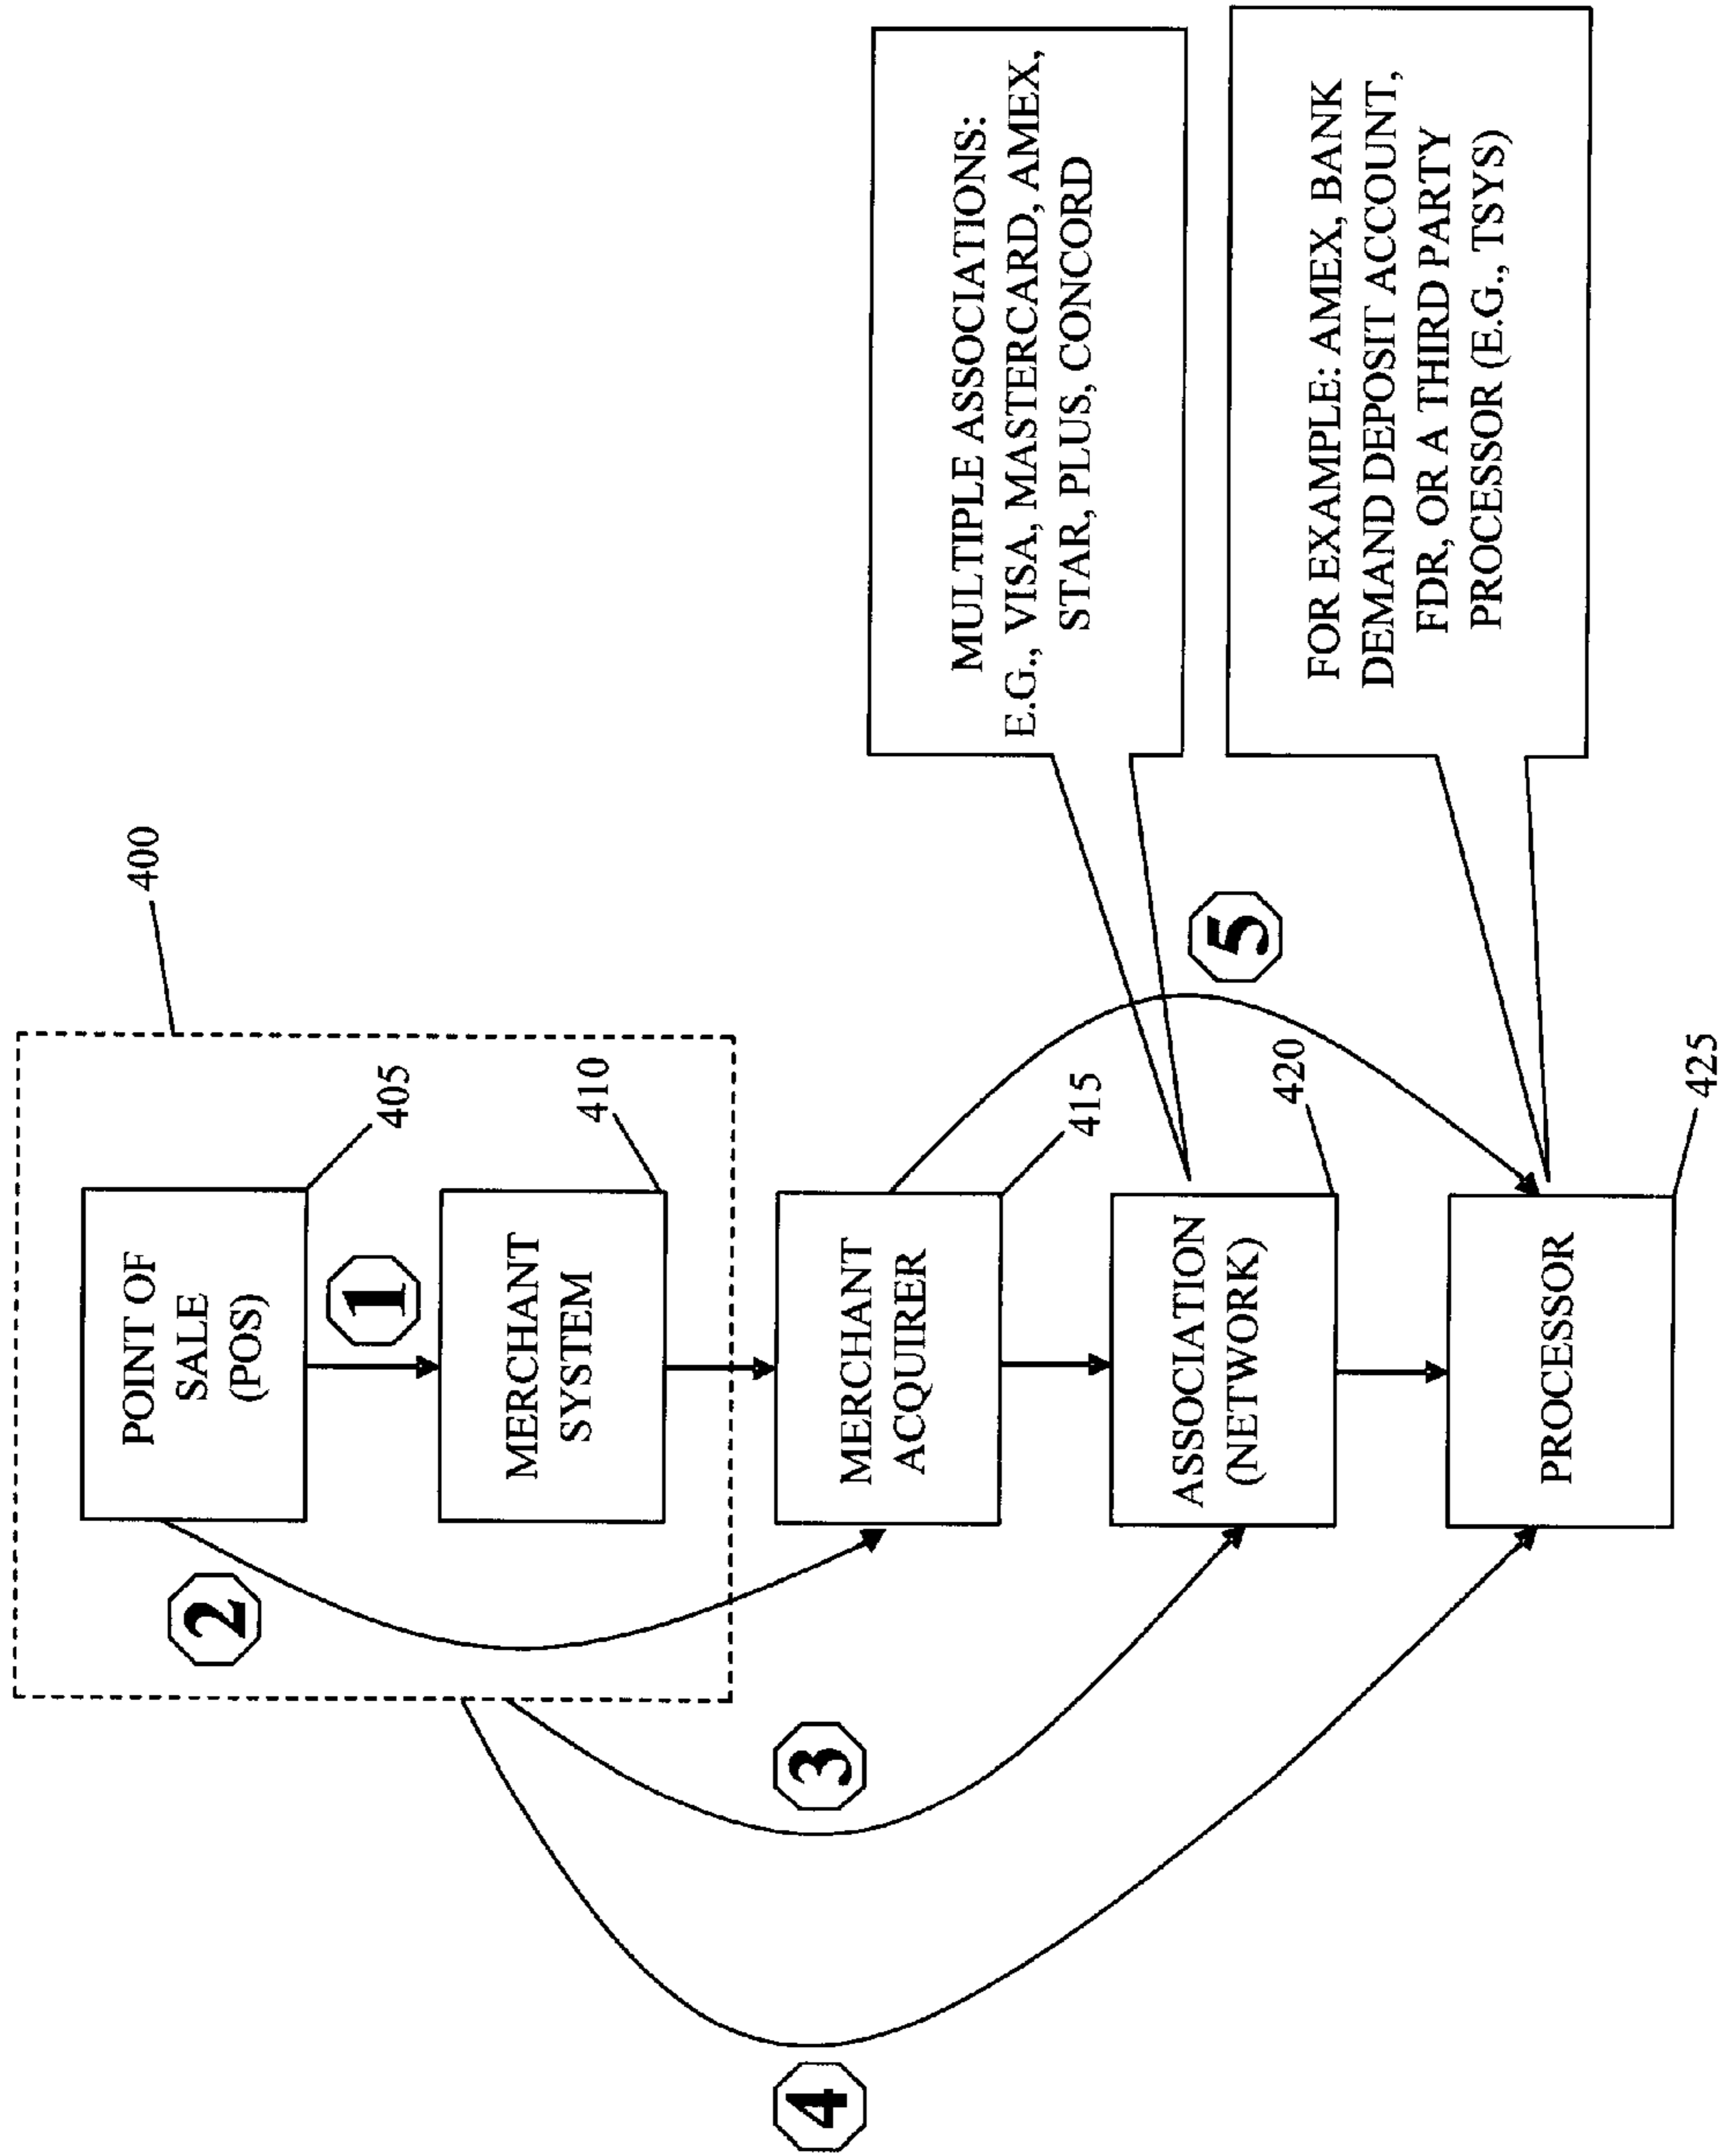 400
POINT OF
SALE
(POS)
405
1
2
MERCHANT
SYSTEM
410
MERCHANT
ACQUIRER
415
3
4
ASSOCIATION
(NETWORK)
420
5
MULTIPLE ASSOCIATIONS:
E.G., VISA, MASTERCARD, AMEX,
STAR, PLUS, CONCORD
PROCESSOR
425
FOR EXAMPLE: AMEX, BANK
DEMAND DEPOSIT ACCOUNT,
FDR, OR A THIRD PARTY
PROCESSOR (E.G., TSYS)